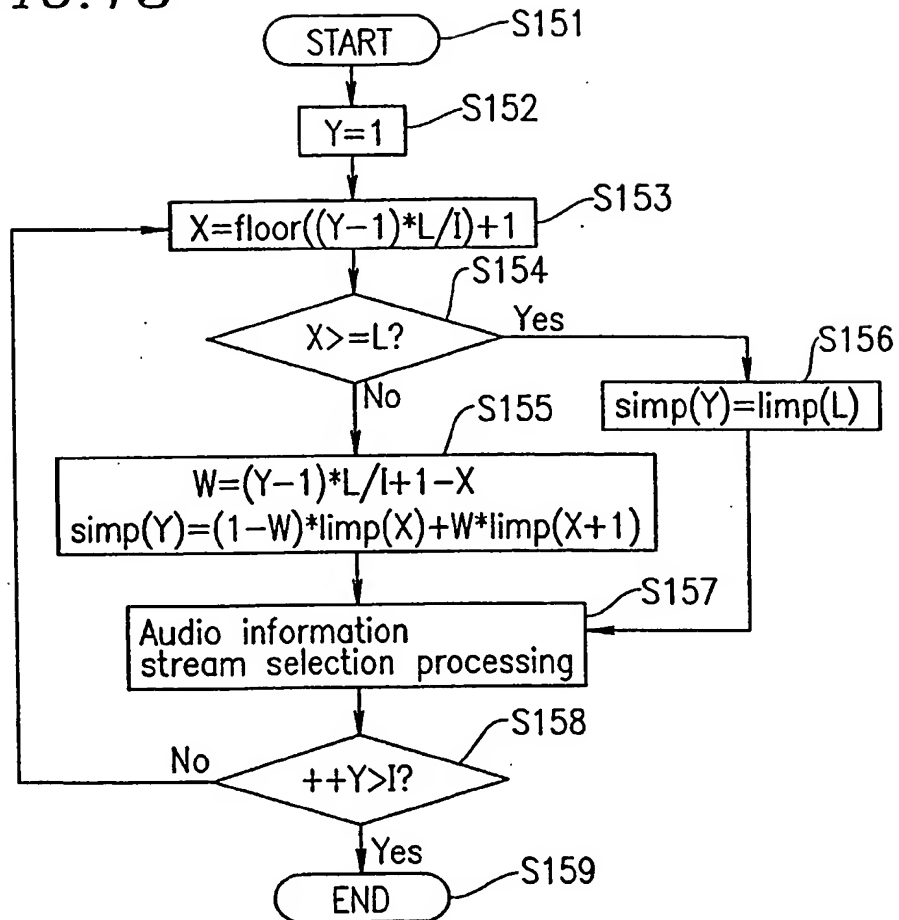 START
S151
Y=1
S152
X=floor((Y-1)*L/I)+1
S153
X>=L?
S154
Yes
No
simp(Y)=limp(L)
S156
W=(Y-1)*L/I+1-X
simp(Y)=(1-W)*limp(X)+W*limp(X+1)
S155
Audio information
stream selection processing
S157
++Y>I?
S158
No
Yes
END
S159